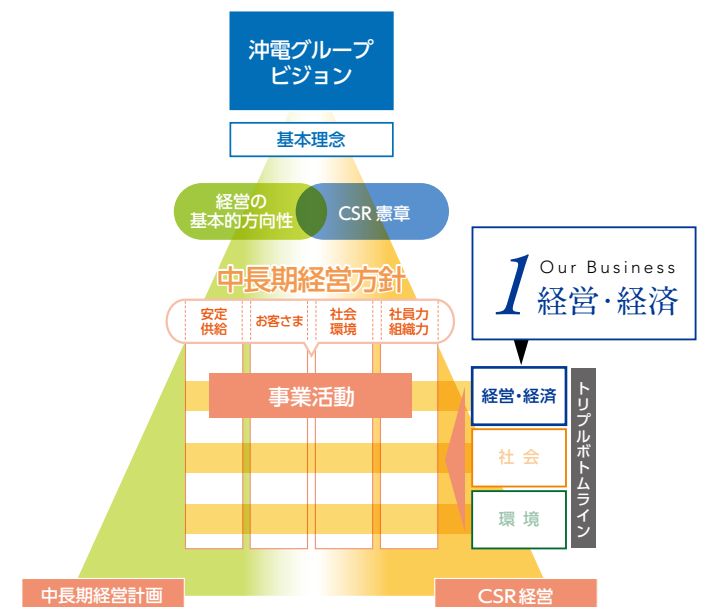 沖電グループ
ビジョン
基本理念
経営の
基本的方向性
CSR 憲章
中長期経営方針
1
Our Business
経営・経済
安定
供給
お客さま
社会
環境
社員力
組織力
事業活動
経営・経済
社会
環境
トリプルボトムライン
中長期経営計画
CSR 経営